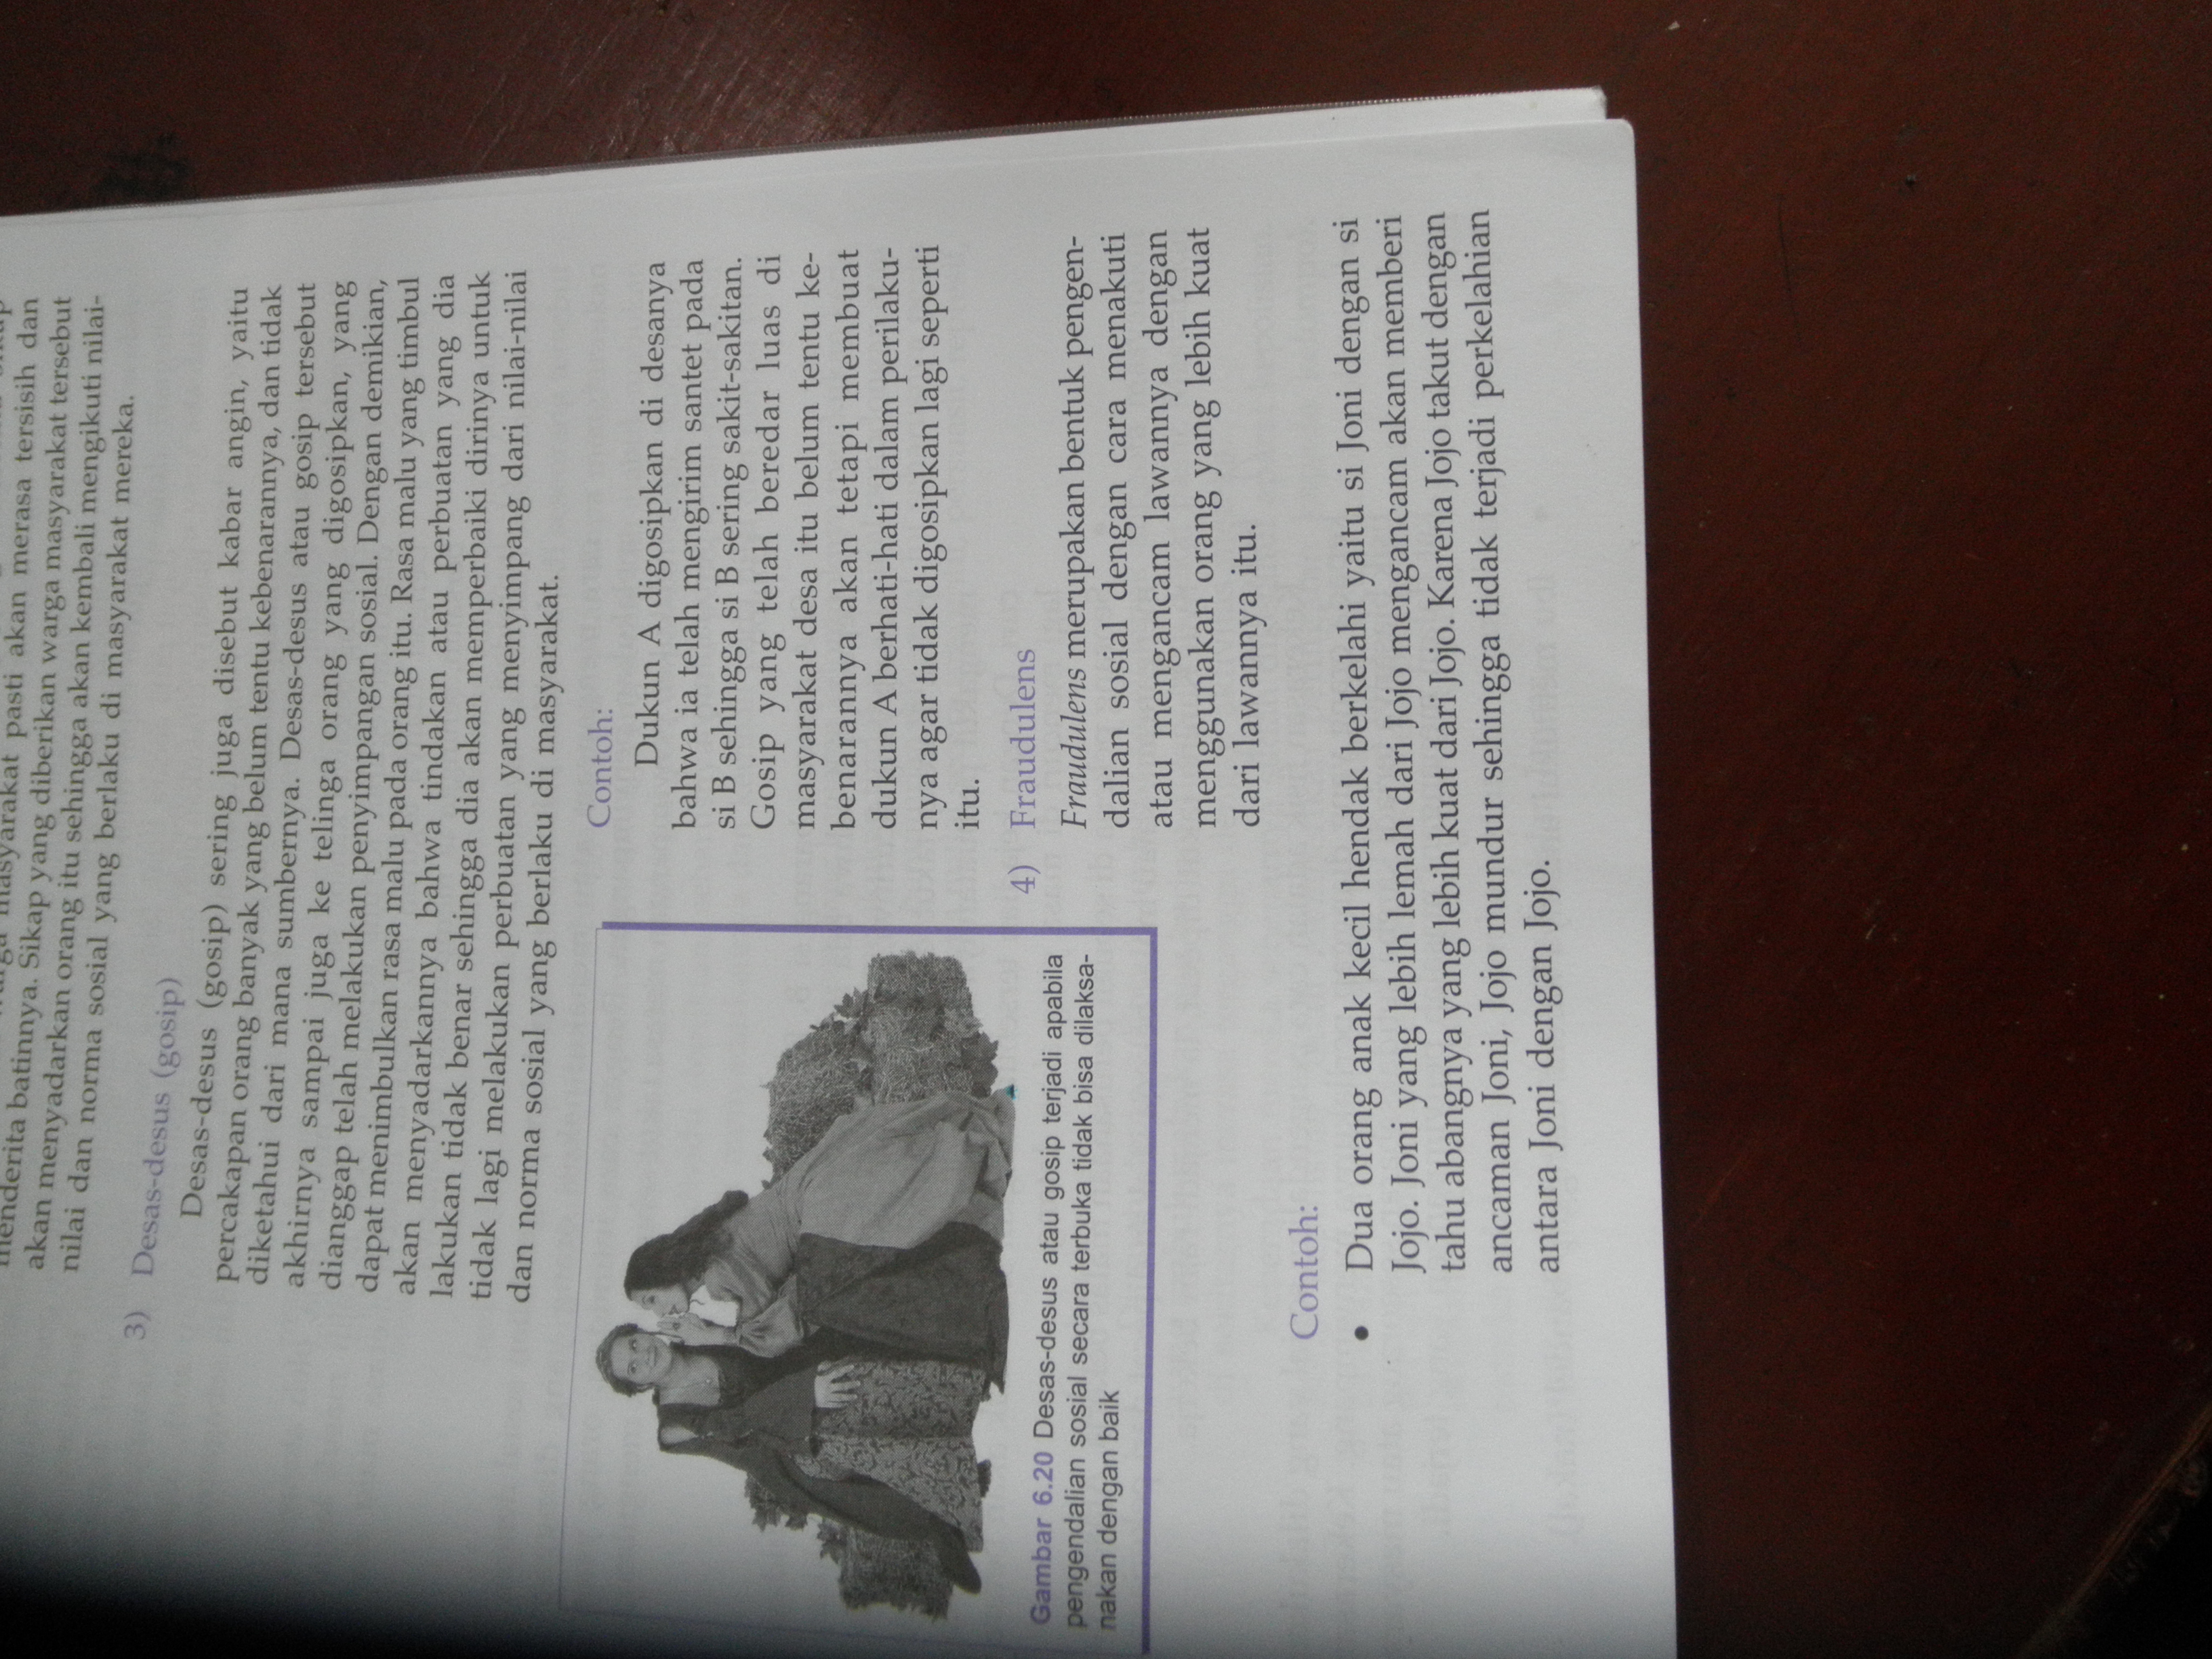 masyarakat pasti akan merasa tersisih dan
menderita batinnya. Sikap yang diberikan warga masyarakat tersebut
akan menyadarkan orang itu sehingga akan kembali mengikuti nilai-
nilai dan norma sosial yang berlaku di masyarakat mereka.
3) Desas-desus (gosip)
Desas-desus (gosip) sering juga disebut kabar angin, yaitu
percakapan orang banyak yang belum tentu kebenarannya, dan tidak
diketahui dari mana sumbernya. Desas-desus atau gosip tersebut
akhirnya sampai juga ke telinga orang yang digosipkan, yang
dianggap telah melakukan penyimpangan sosial. Dengan demikian,
dapat menimbulkan rasa malu pada orang itu. Rasa malu yang timbul
akan menyadarkannya bahwa tindakan atau perbuatan yang dia
lakukan tidak benar sehingga dia akan memperbaiki dirinya untuk
tidak lagi melakukan perbuatan yang menyimpang dari nilai-nilai
dan norma sosial yang berlaku di masyarakat.
Gambar 6.20 Desas-desus atau gosip terjadi apabila
pengendalian sosial secara terbuka tidak bisa dilaksa-
nakan dengan baik
Contoh:
Dukun A digosipkan di desanya
bahwa ia telah mengirim santet pada
si B sehingga si B sering sakit-sakitan.
Gosip yang telah beredar luas di
masyarakat desa itu belum tentu ke-
benarannya akan tetapi membuat
dukun A berhati-hati dalam perilaku-
nya agar tidak digosipkan lagi seperti
itu.
4) Fraudulens
Fraudulens merupakan bentuk pengen-
dalian sosial dengan cara menakuti
atau mengancam lawannya dengan
menggunakan orang yang lebih kuat
dari lawannya itu.
Contoh:
• Dua orang anak kecil hendak berkelahi yaitu si Joni dengan si
Jojo. Joni yang lebih lemah dari Jojo mengancam akan memberi
tahu abangnya yang lebih kuat dari Jojo. Karena Jojo takut dengan
ancaman Joni, Jojo mundur sehingga tidak terjadi perkelahian
antara Joni dengan Jojo.